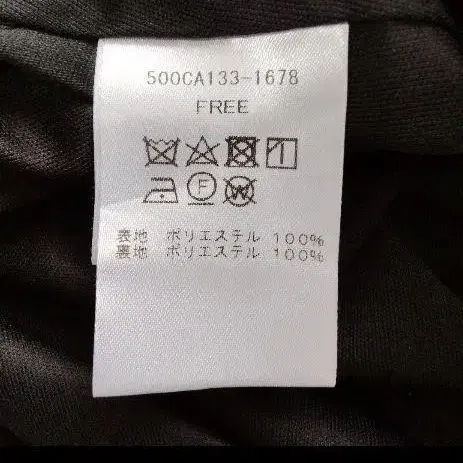 500CA133-1678
FREE
F
W
表地 ポリエステル 100%
裏地 ポリエステル 100%